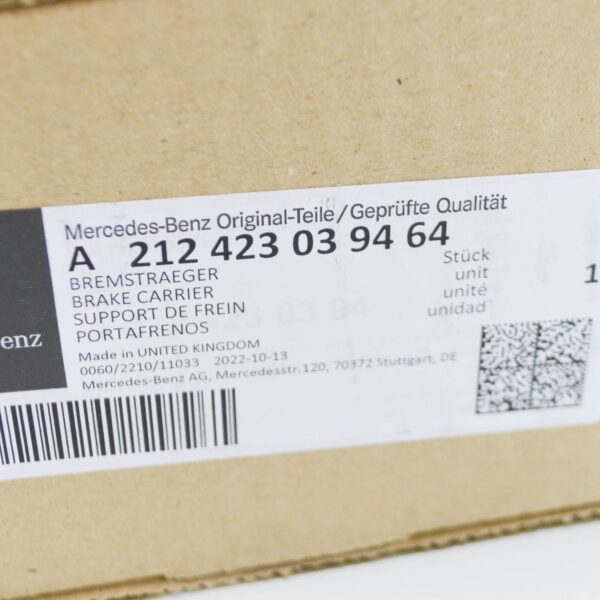 Mercedes-Benz Original-Teile/Geprüfte Qualität
A 212 423 03 94 64
BREMSTRAEGER
BRAKE CARRIER
SUPPORT DE FREIN
PORTAFRENOS
Stück
unit
unité
unidad
1
enz
Made in UNITED KINGDOM
0060/2210/11033 2022-10-13
Mercedes-Benz AG, Mercedesstr.120, 70372 Stuttgart, DE